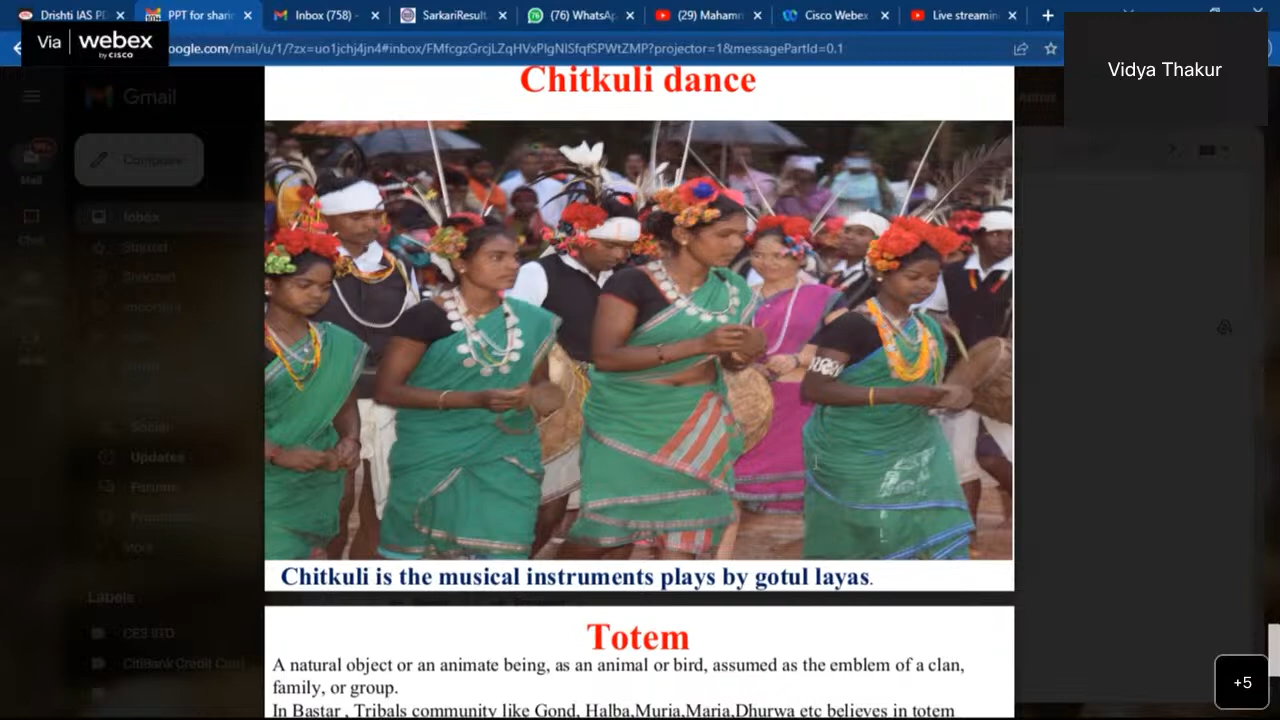 Drishti IAS P
PPT for sharin
Inbox (758) -
SarkariResult
(76) WhatsAp
(29) Mahamr
Cisco Webex
Live streamin
Via webex
by CISCO
oogle.com/mail/u/1/?zx=uo1jchj4jn4#inbox/FMfcgzGrcjLZqHVxPlgNlSfqfSPWtZMP?projector=1&messagePartId=0.1
Vidya Thakur
Gmail
Compose
Mail
Inbox
Social
Updates
Forums
Labels
Chitkuli dance
Chitkuli is the musical instruments plays by gotul layas.
Totem
A natural object or an animate being, as an animal or bird, assumed as the emblem of a clan,
family, or group.
In Bastar , Tribals community like Gond, Halba,Muria,Maria,Dhurwa etc believes in totem
+5